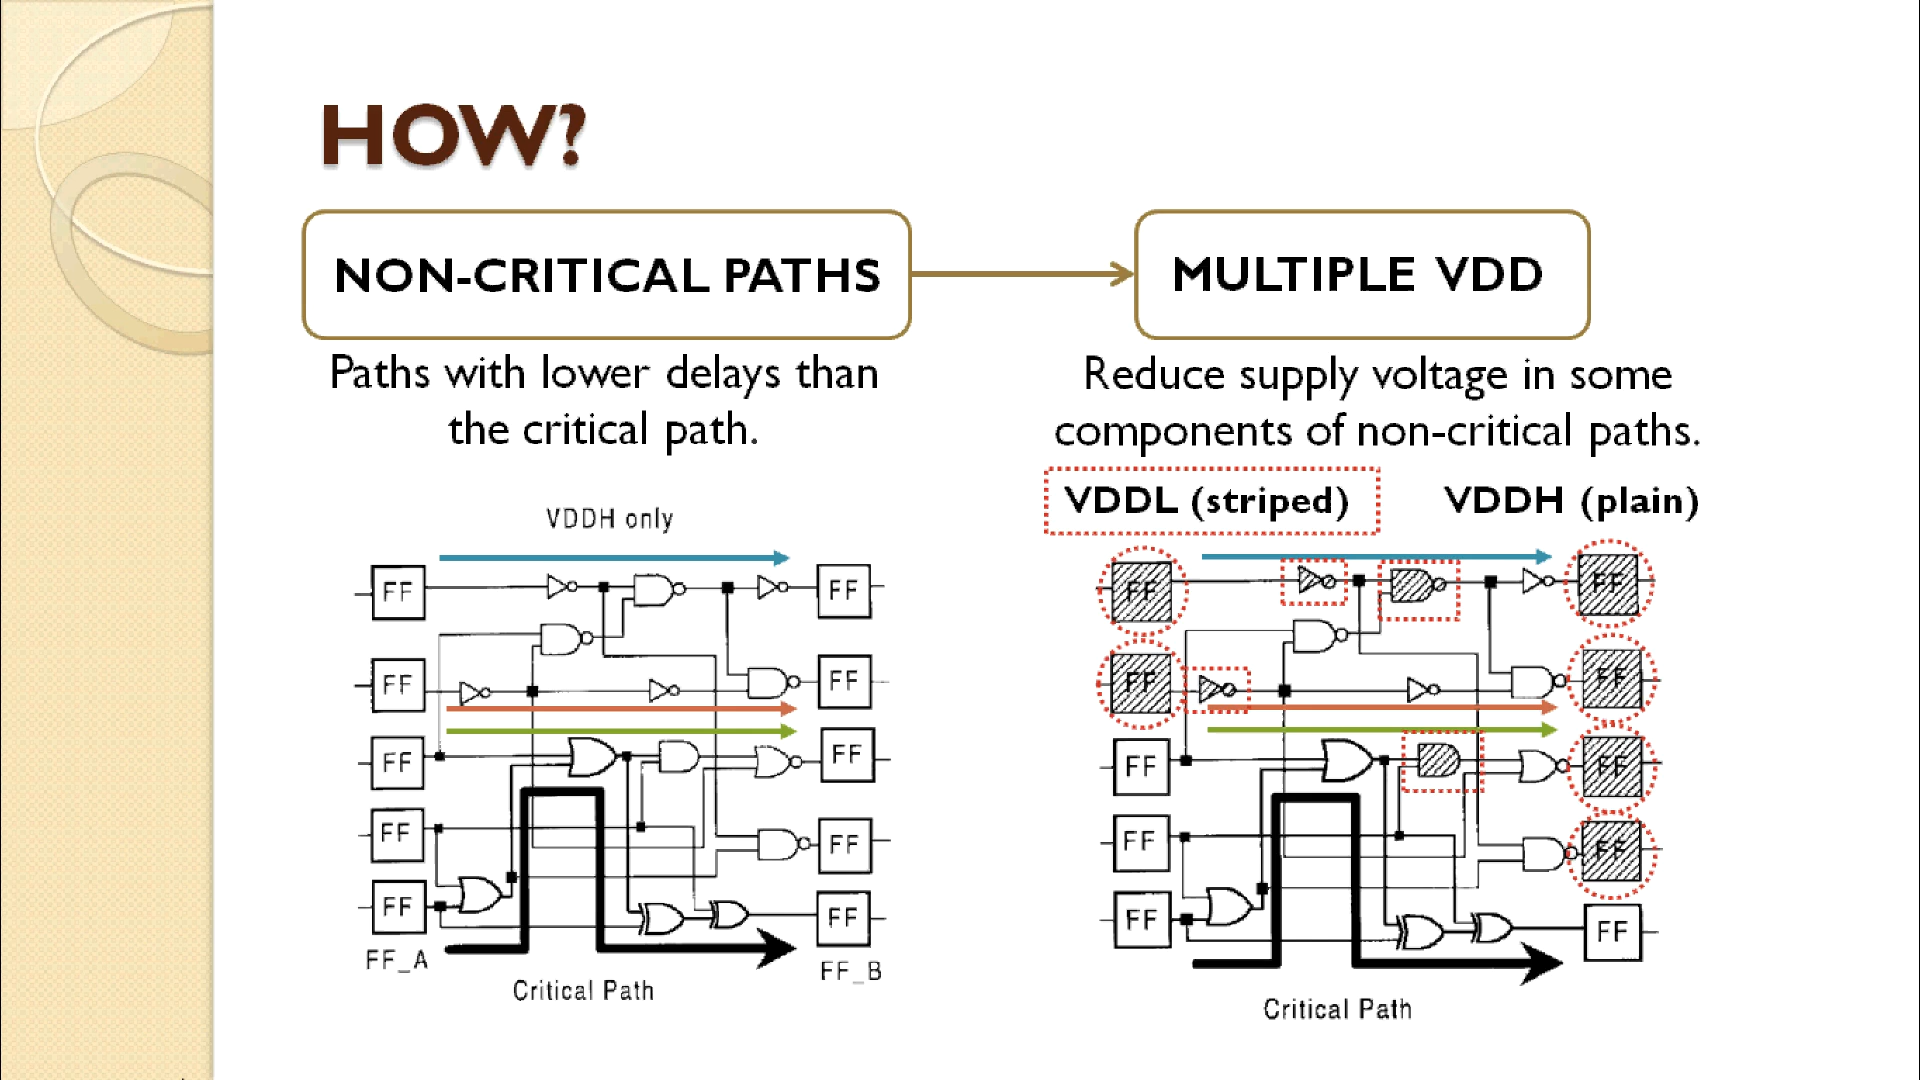 HOW?
NON-CRITICAL PATHS
MULTIPLE VDD
Paths with lower delays than
the critical path.
Reduce supply voltage in some
components of non-critical paths.
VDDH only
FF
FF
FF
FF
FF
FF
FF
FF
FF
FF
FF_A
FF_B
Critical Path
VDDL (striped)
VDDH (plain)
FF
FF
FF
FF
FF
FF
FF
FF
FF
FF
Critical Path